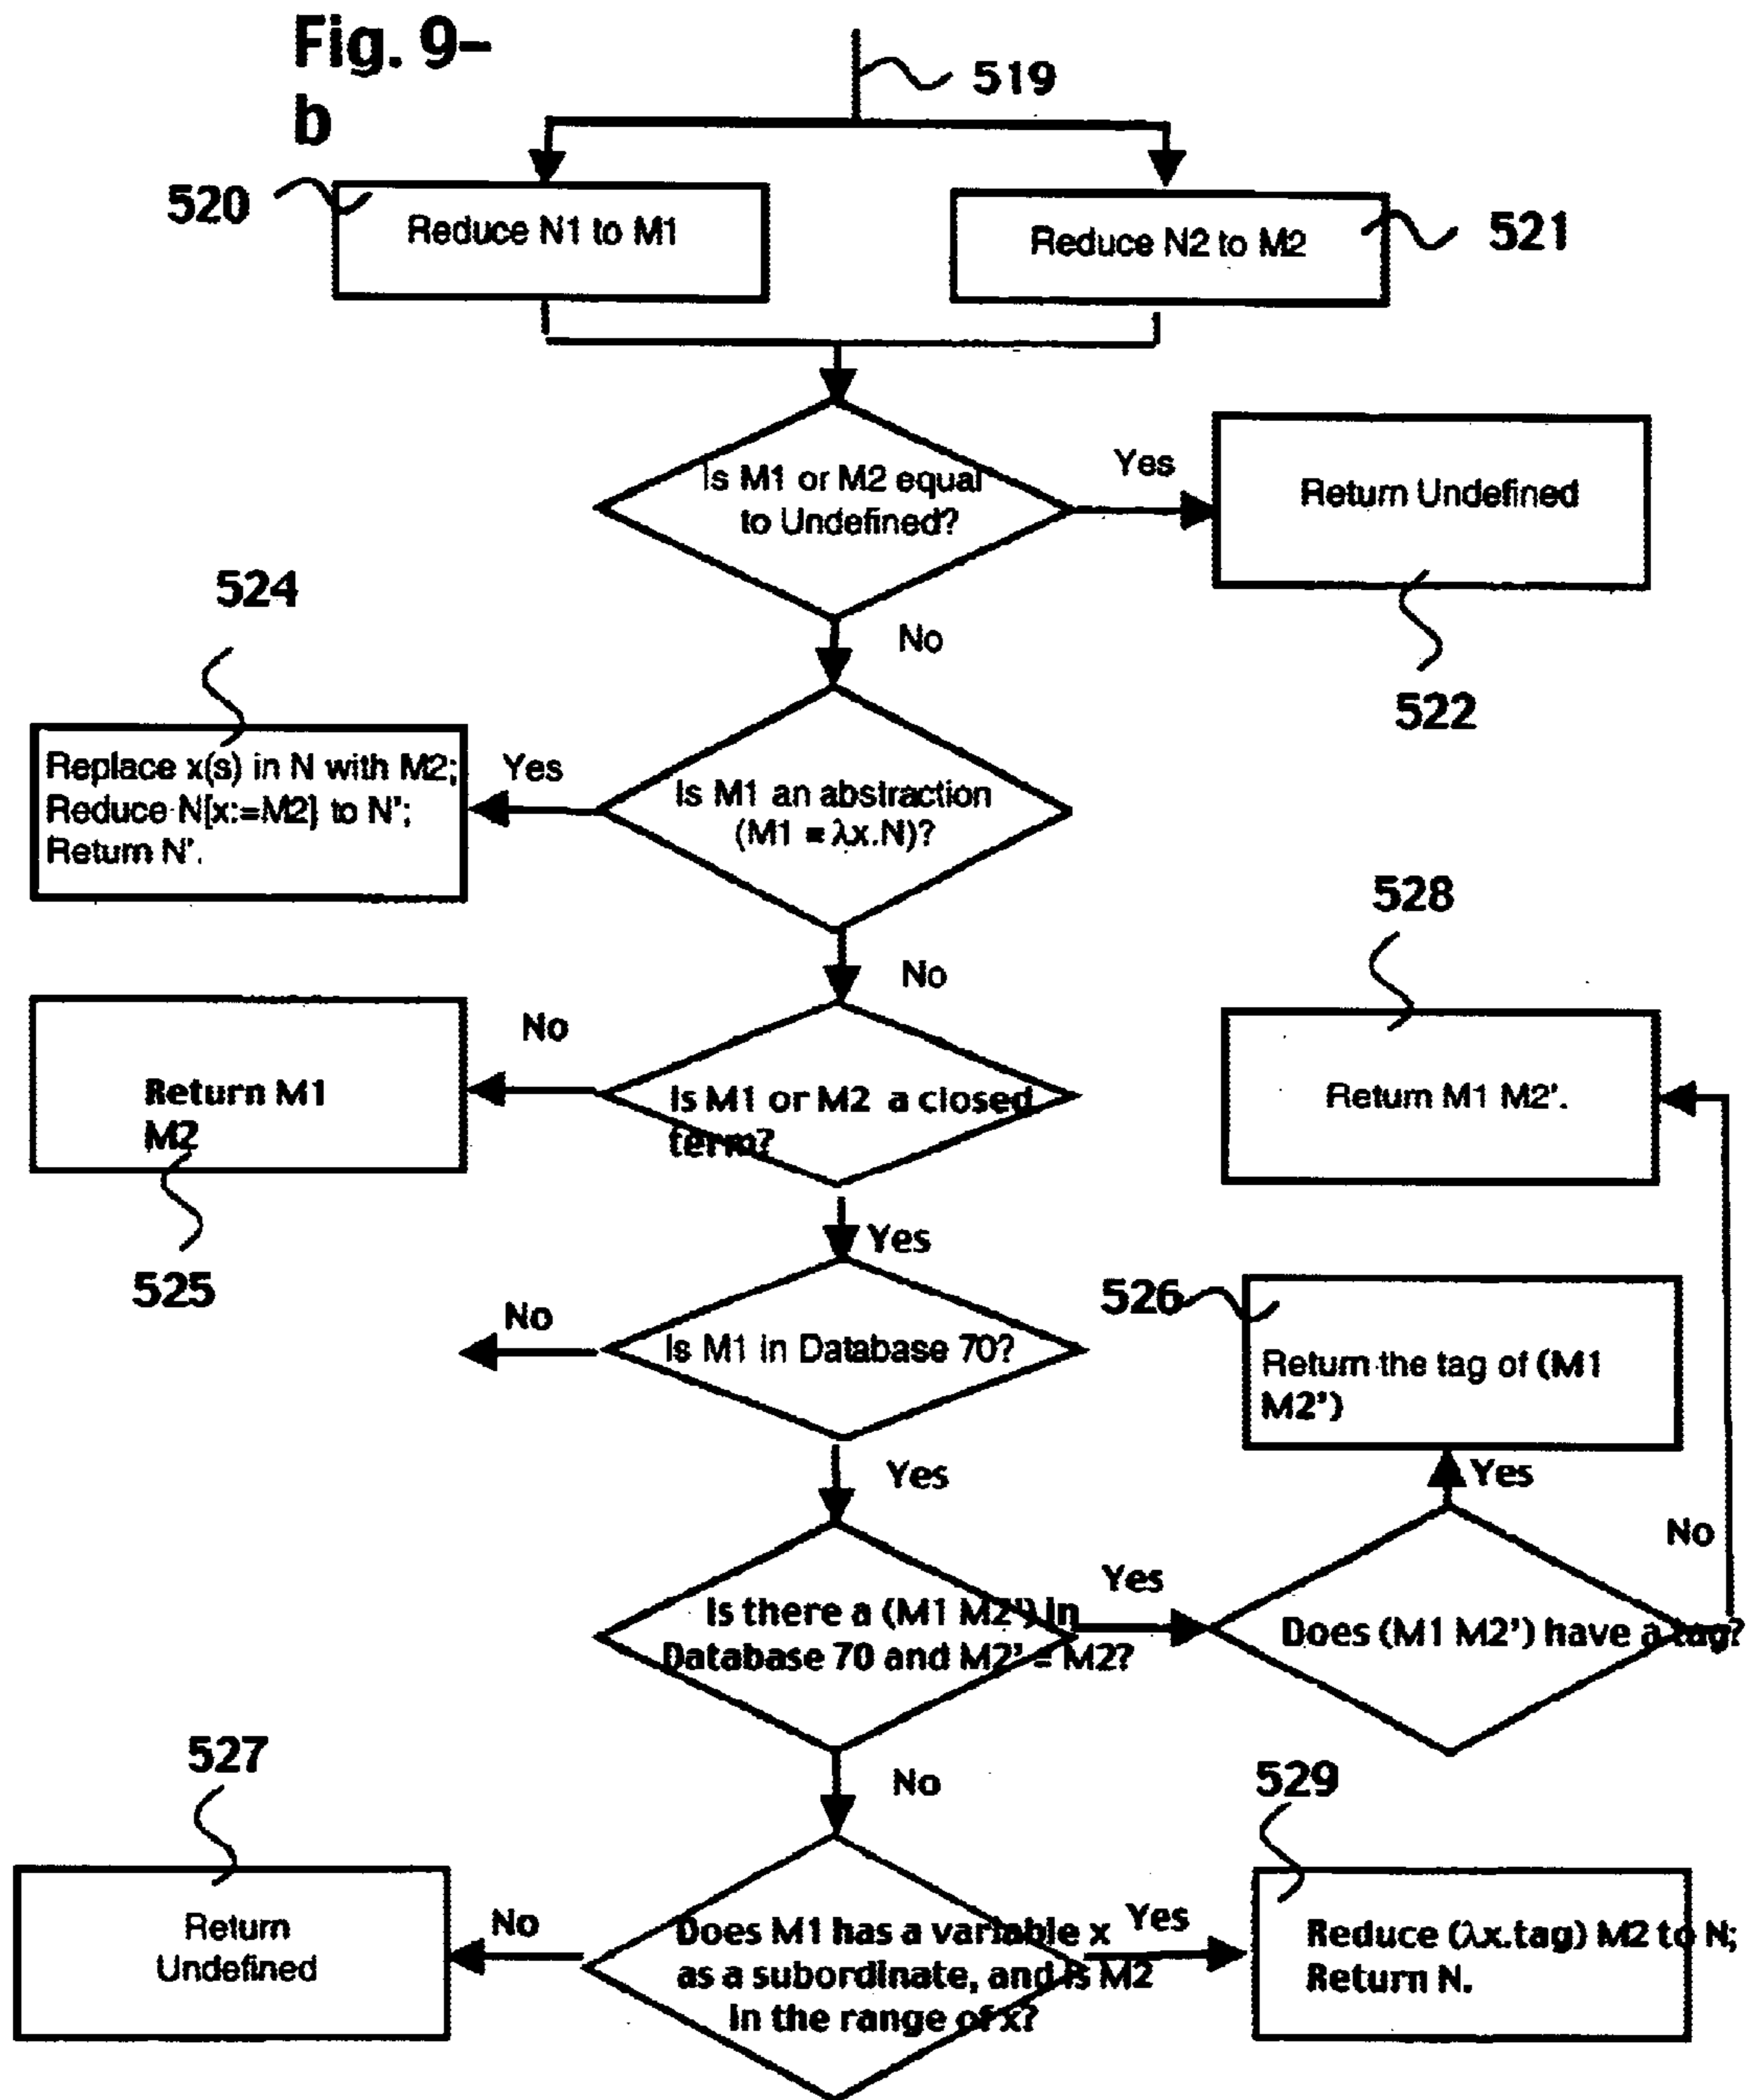 Fig. 9-
b
519
520
Reduce N1 to M1
Reduce N2 to M2
521
Is M1 or M2 equal
to Undefined?
Yes
Return Undefined
522
No
524
Replace x(s) in N with M2;
Reduce N[x:=M2] to N';
Return N'.
Yes
Is M1 an abstraction
(M1 = λx.N)?
No
528
Return M1 M2'.
Return M1
M2
525
No
Is M1 or M2 a closed
term?
Yes
No
Is M1 in Database 70?
526
Return the tag of (M1
M2')
Yes
Yes
No
Is there a (M1 M2') in
Database 70 and M2' = M2?
Yes
Does (M1 M2') have a tag?
No
527
Return
Undefined
No
Does M1 has a variable x
as a subordinate, and is M2
in the range of x?
Yes
529
Reduce (λx.tag) M2 to N;
Return N.